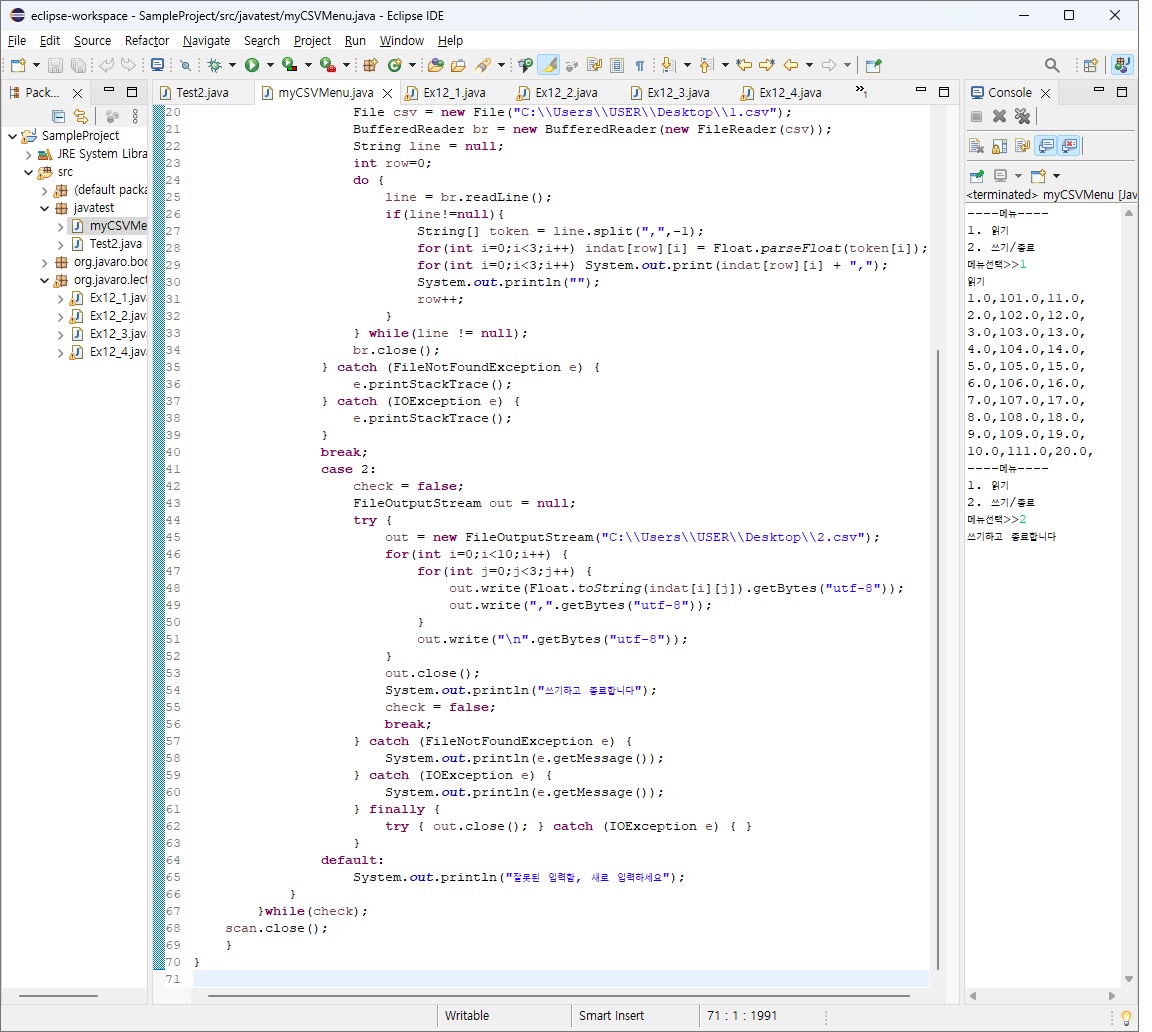 eclipse-workspace - SampleProject/src/javatest/myCSVMenu.java - Eclipse IDE
File Edit Source Refactor Navigate Search Project Run Window Help
Pack...
Test2.java myCSVMenu.java Ex12_1.java Ex12_2.java Ex12_3.java Ex12_4.java »1
Console
SampleProject
JRE System Libra
src
(default packa
javatest
myCSVMe
Test2.java
org.javaro.boo
org.javaro.lect
Ex12_1.jav
Ex12_2.jav
Ex12_3.jav
Ex12_4.jav
20 File csv = new File("C:\\Users\\USER\\Desktop\\1.csv");
21 BufferedReader br = new BufferedReader(new FileReader(csv));
22 String line = null;
23 int row=0;
24 do {
25 line = br.readLine();
26 if(line!=null){
27 String[] token = line.split(",",-1);
28 for(int i=0;i<3;i++) indat[row][i] = Float.parseFloat(token[i]);
29 for(int i=0;i<3;i++) System.out.print(indat[row][i] + ",");
30 System.out.println("");
31 row++;
32 }
33 } while(line != null);
34 br.close();
35 } catch (FileNotFoundException e) {
36 e.printStackTrace();
37 } catch (IOException e) {
38 e.printStackTrace();
39 }
40 break;
41 case 2:
42 check = false;
43 FileOutputStream out = null;
44 try {
45 out = new FileOutputStream("C:\\Users\\USER\\Desktop\\2.csv");
46 for(int i=0;i<10;i++) {
47 for(int j=0;j<3;j++) {
48 out.write(Float.toString(indat[i][j]).getBytes("utf-8"));
49 out.write(",".getBytes("utf-8"));
50 }
51 out.write("\n".getBytes("utf-8"));
52 }
53 out.close();
54 System.out.println("쓰기하고 종료합니다");
55 check = false;
56 break;
57 } catch (FileNotFoundException e) {
58 System.out.println(e.getMessage());
59 } catch (IOException e) {
60 System.out.println(e.getMessage());
61 } finally {
62 try { out.close(); } catch (IOException e) { }
63 }
64 default:
65 System.out.println("잘못된 입력함, 새로 입력하세요");
66 }
67 }while(check);
68 scan.close();
69 }
70 }
71
<terminated> myCSVMenu [Jav
----메뉴----
1. 읽기
2. 쓰기/종료
메뉴선택>>1
읽기
1.0,101.0,11.0,
2.0,102.0,12.0,
3.0,103.0,13.0,
4.0,104.0,14.0,
5.0,105.0,15.0,
6.0,106.0,16.0,
7.0,107.0,17.0,
8.0,108.0,18.0,
9.0,109.0,19.0,
10.0,111.0,20.0,
----메뉴----
1. 읽기
2. 쓰기/종료
메뉴선택>>2
쓰기하고 종료합니다
Writable Smart Insert 71 : 1 : 1991